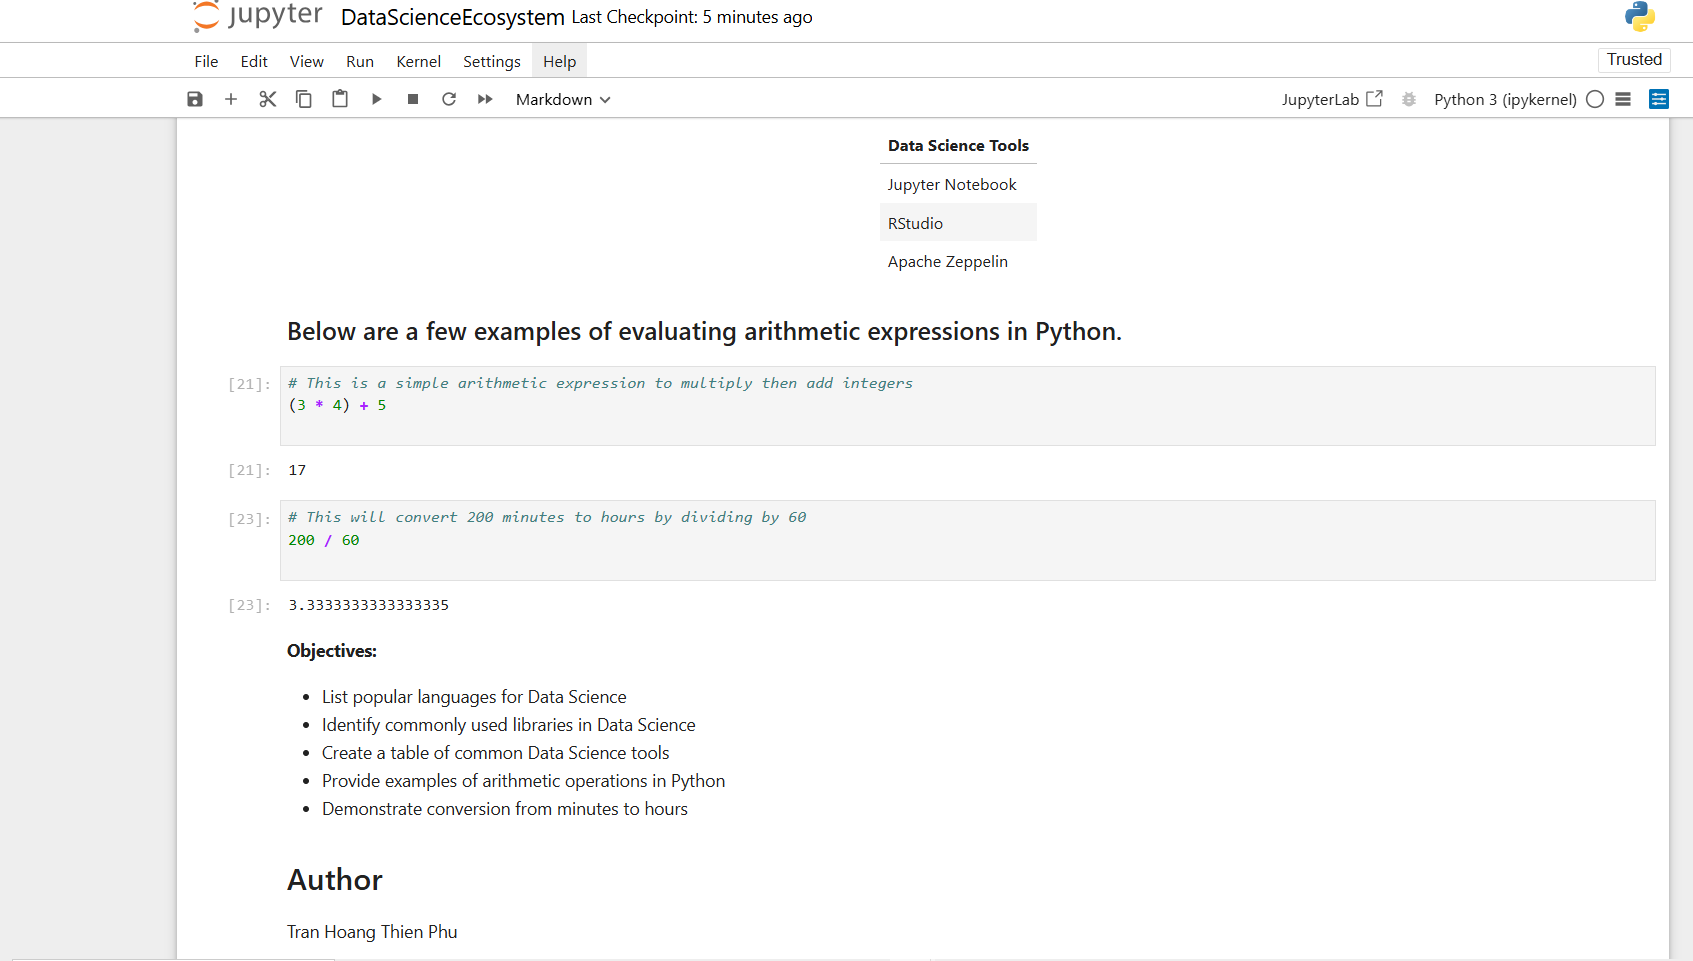 jupyter DataScienceEcosystem Last Checkpoint: 5 minutes ago
File Edit View Run Kernel Settings Help Trusted
Markdown JupyterLab Python 3 (ipykernel)
Data Science Tools
Jupyter Notebook
RStudio
Apache Zeppelin
Below are a few examples of evaluating arithmetic expressions in Python.
[21]: # This is a simple arithmetic expression to multiply then add integers
(3 * 4) + 5
[21]: 17
[23]: # This will convert 200 minutes to hours by dividing by 60
200 / 60
[23]: 3.3333333333333335
Objectives:
• List popular languages for Data Science
• Identify commonly used libraries in Data Science
• Create a table of common Data Science tools
• Provide examples of arithmetic operations in Python
• Demonstrate conversion from minutes to hours
Author
Tran Hoang Thien Phu